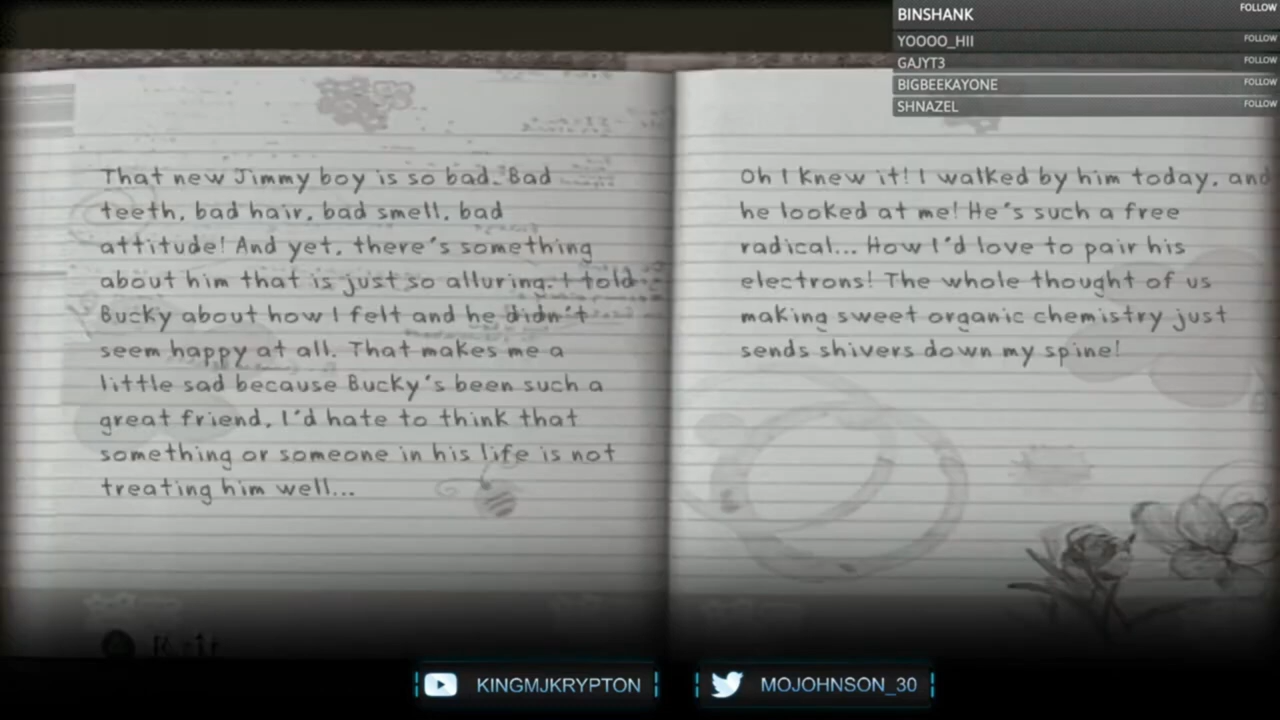 BINSHANK FOLLOW
YOOOO_HII FOLLOW
GAJYT3 FOLLOW
BIGBEEKAYONE FOLLOW
SHNAZEL FOLLOW
That new Jimmy boy is so bad. Bad
teeth, bad hair, bad smell, bad
attitude! And yet, there's something
about him that is just so alluring. I told
Bucky about how I felt and he didn't
seem happy at all. That makes me a
little sad because Bucky's been such a
great friend, I'd hate to think that
something or someone in his life is not
treating him well...
Oh I knew it! I walked by him today, and
he looked at me! He's such a free
radical... How I'd love to pair his
electrons! The whole thought of us
making sweet organic chemistry just
sends shivers down my spine!
KINGMJKRYPTON
MOJOHNSON_30